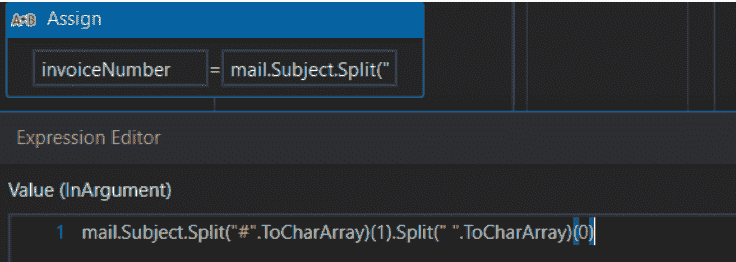 A=B Assign
invoiceNumber = mail.Subject.Split("
Expression Editor
Value (InArgument)
1 mail.Subject.Split("#".ToCharArray)(1).Split(" ".ToCharArray)(0)